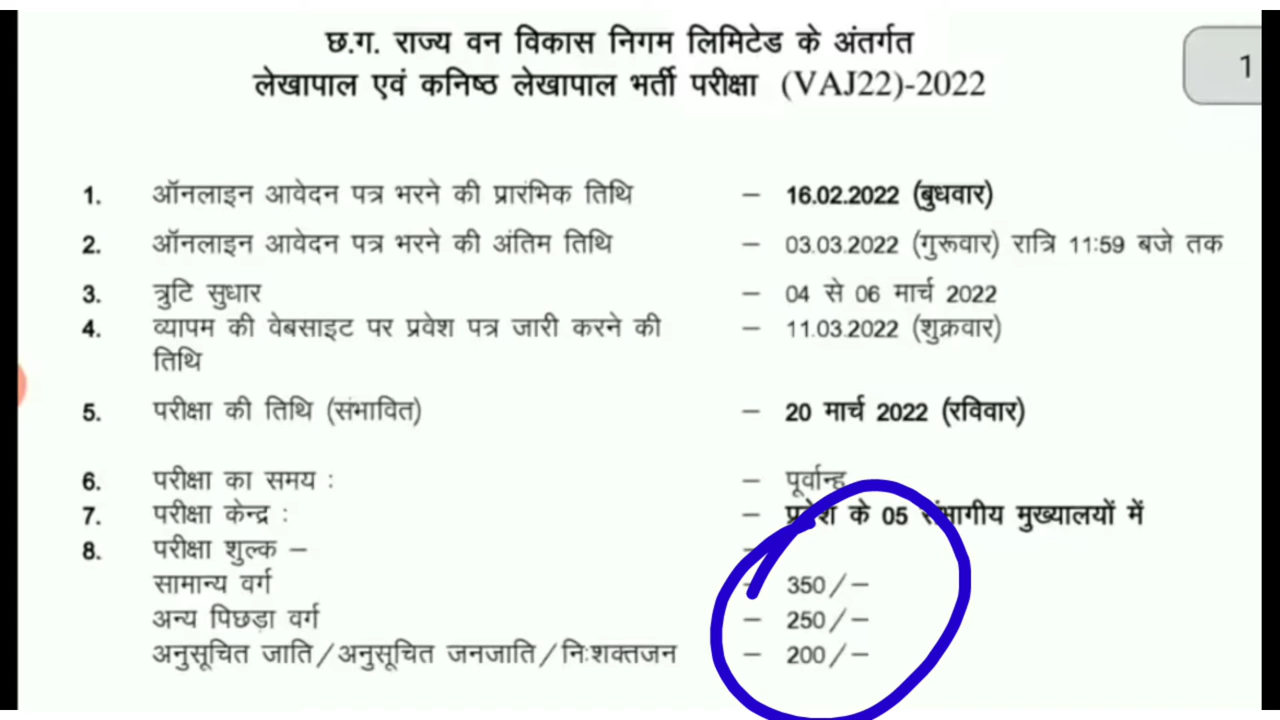 छ.ग. राज्य वन विकास निगम लिमिटेड के अंतर्गत
लेखापाल एवं कनिष्ठ लेखापाल भर्ती परीक्षा (VAJ22)-2022
1
1. ऑनलाइन आवेदन पत्र भरने की प्रारंभिक तिथि – 16.02.2022 (बुधवार)
2. ऑनलाइन आवेदन पत्र भरने की अंतिम तिथि – 03.03.2022 (गुरूवार) रात्रि 11:59 बजे तक
3. त्रुटि सुधार – 04 से 06 मार्च 2022
4. व्यापम की वेबसाइट पर प्रवेश पत्र जारी करने की – 11.03.2022 (शुक्रवार)
तिथि
5. परीक्षा की तिथि (संभावित) – 20 मार्च 2022 (रविवार)
6. परीक्षा का समय : – पूर्वान्ह
7. परीक्षा केन्द्र : – प्रदेश के 05 संभागीय मुख्यालयों में
8. परीक्षा शुल्क – –
सामान्य वर्ग – 350/–
अन्य पिछड़ा वर्ग – 250/–
अनुसूचित जाति/अनुसूचित जनजाति/निःशक्तजन – 200/–